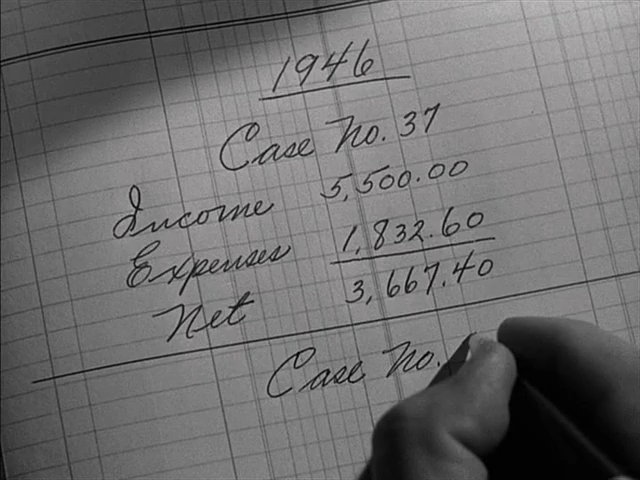 1946
Case No. 37
Income 5,500.00
Expenses 1,832.60
Net 3,667.40
Case No.